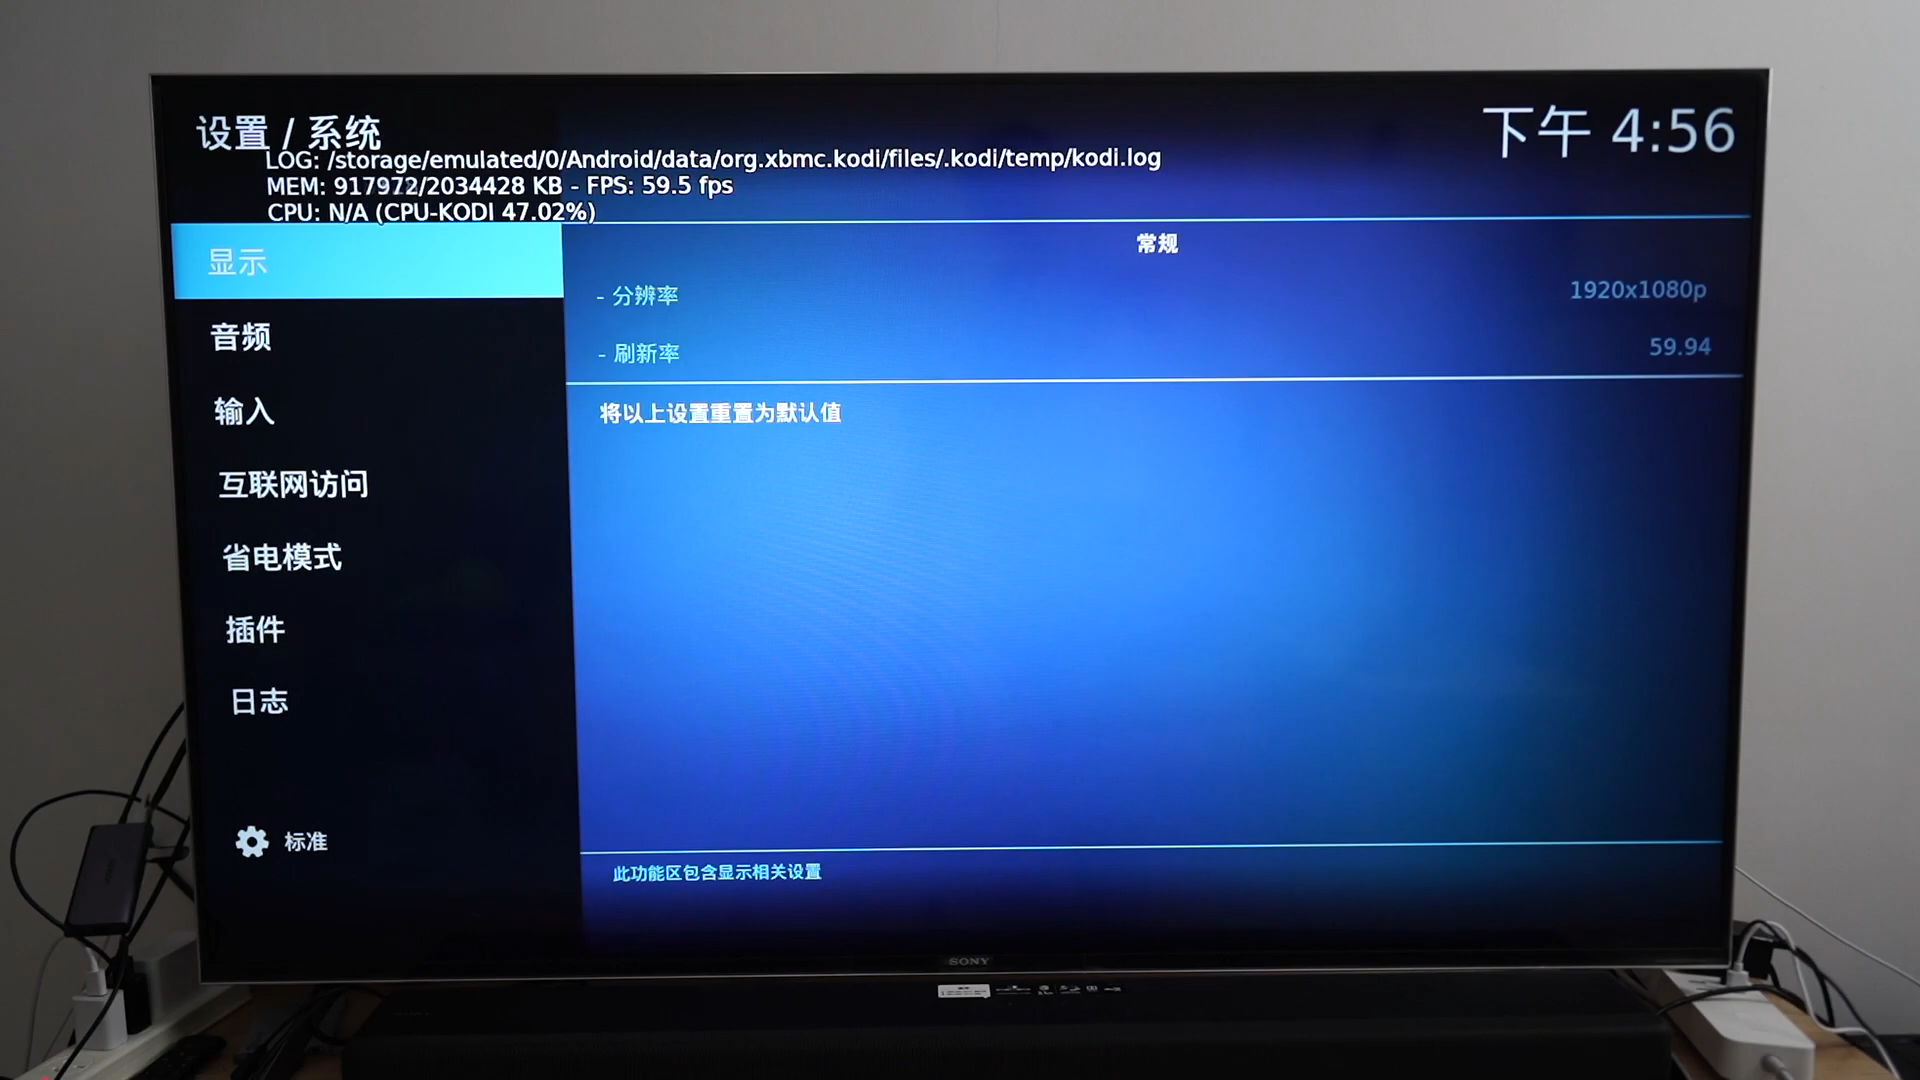 设置 / 系统
下午 4:56
LOG: /storage/emulated/0/Android/data/org.xbmc.kodi/files/.kodi/temp/kodi.log
MEM: 917972/2034428 KB - FPS: 59.5 fps
CPU: N/A (CPU-KODI 47.02%)
显示
音频
输入
互联网访问
省电模式
插件
日志
标准
常规
- 分辨率 1920x1080p
- 刷新率 59.94
将以上设置重置为默认值
此功能区包含显示相关设置
SONY